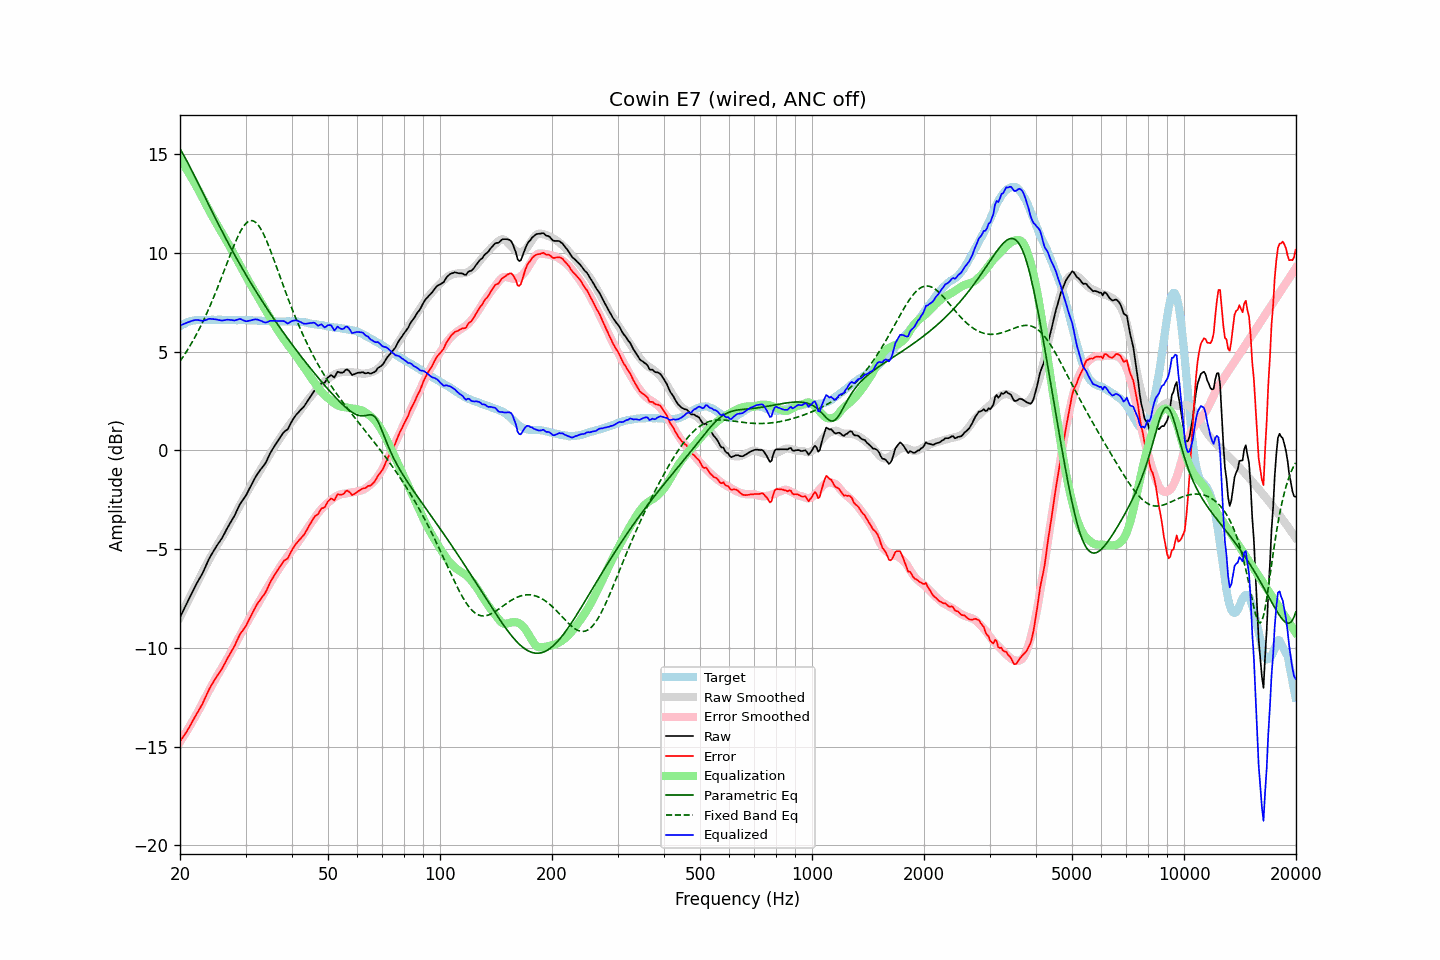 Cowin E7 (wired, ANC off)
15
10
5
0
−5
−10
−15
−20
Amplitude (dBr)
Target
Raw Smoothed
Error Smoothed
Raw
Error
Equalization
Parametric Eq
Fixed Band Eq
Equalized
20 50 100 200 500 1000 2000 5000 10000 20000
Frequency (Hz)